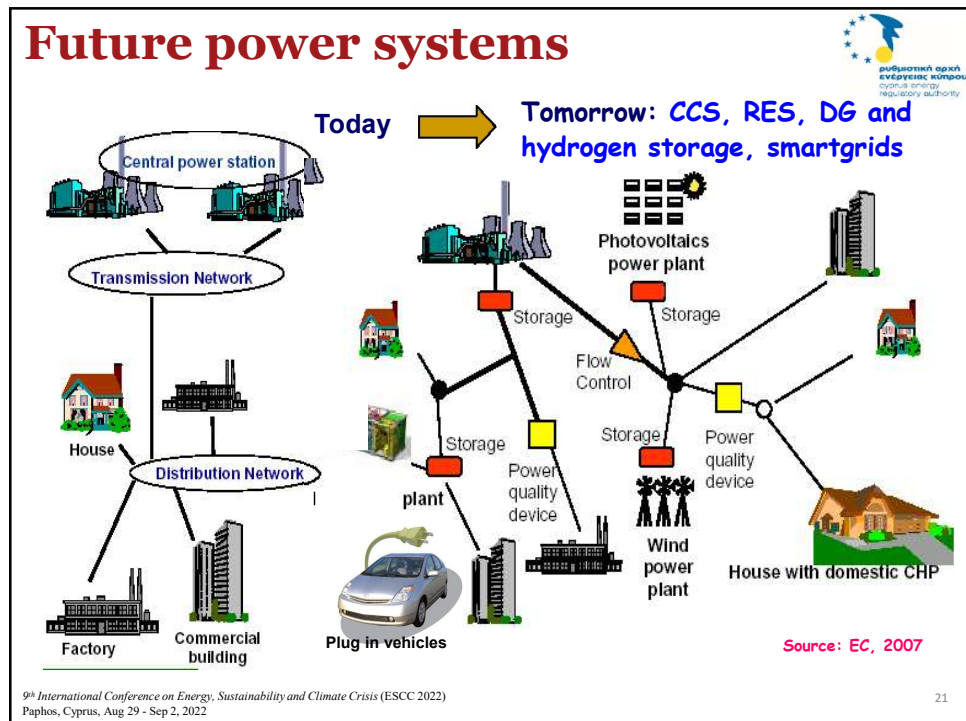 Future power systems
ρυθμιστική αρχή
ενέργειας κύπρου
cyprus energy
regulatory authority
Today
Tomorrow: CCS, RES, DG and
hydrogen storage, smartgrids
Central power station
Transmission Network
House
Distribution Network
Factory
Commercial
building
Photovoltaics
power plant
Storage
Storage
Flow
Control
Storage
plant
Power
quality
device
Storage
Wind
power
plant
Power
quality
device
House with domestic CHP
Plug in vehicles
Source: EC, 2007
9th International Conference on Energy, Sustainability and Climate Crisis (ESCC 2022)
Paphos, Cyprus, Aug 29 - Sep 2, 2022
21